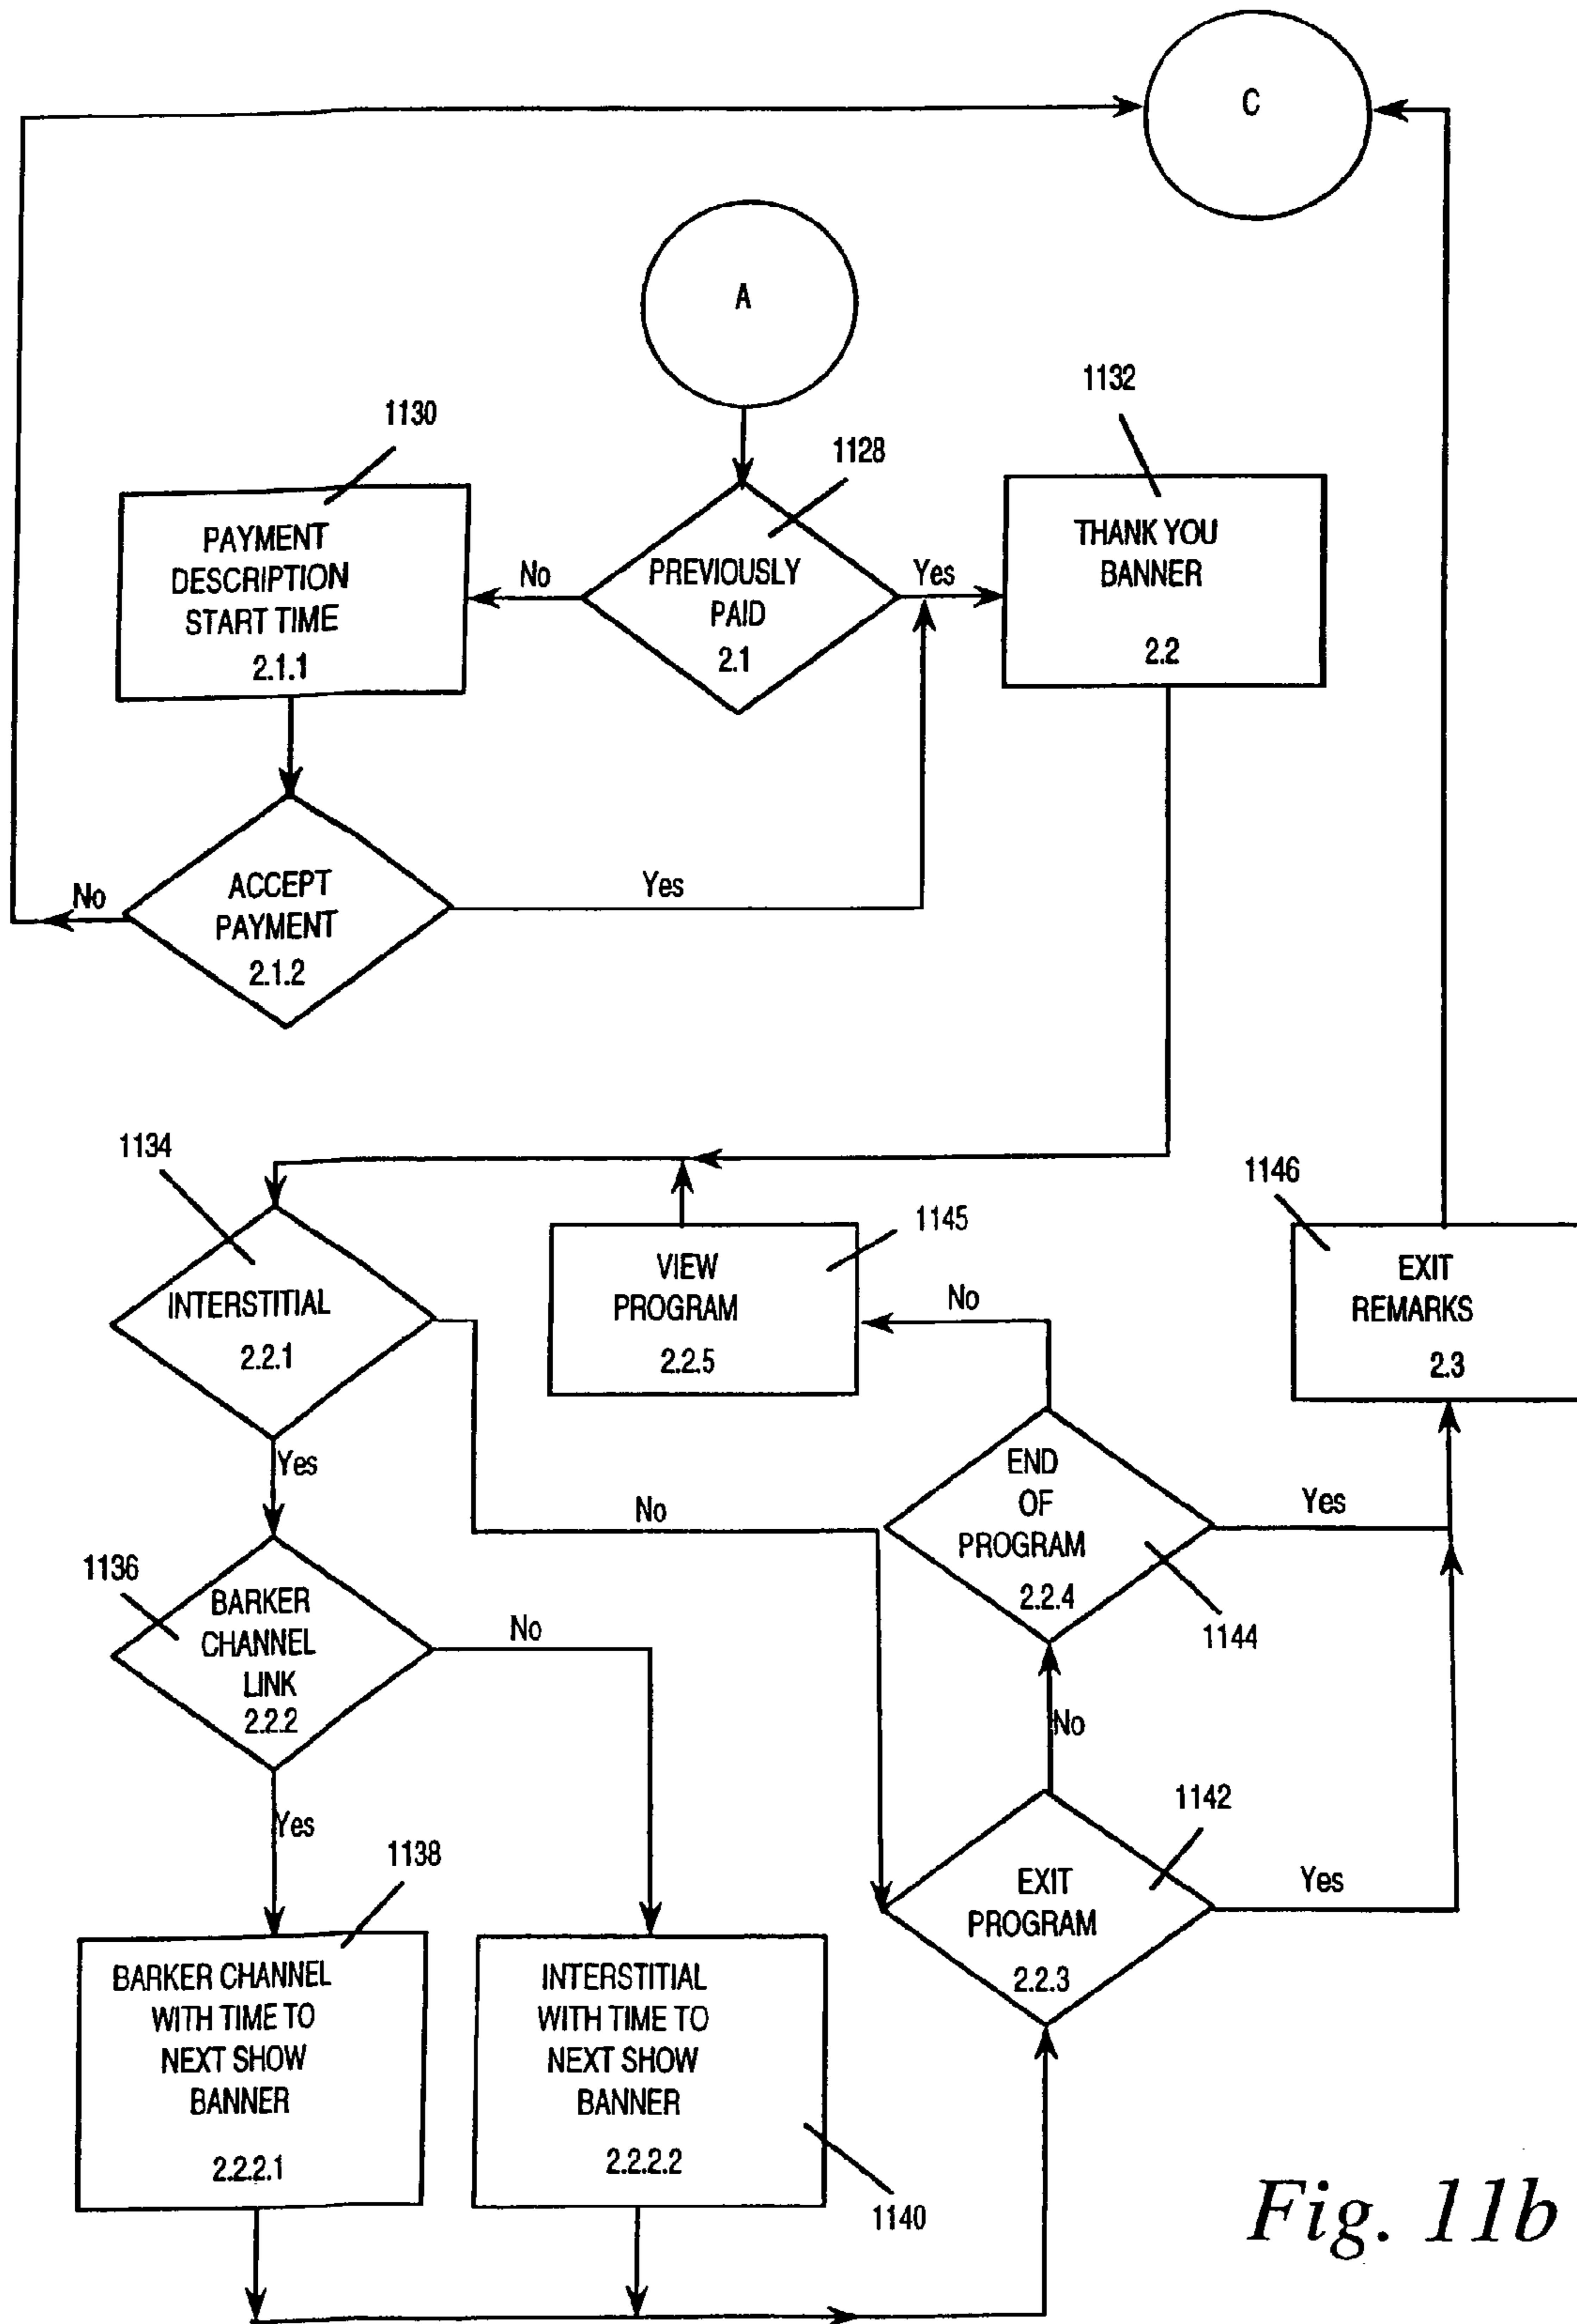 C
A
1132
1130
1128
PAYMENT
DESCRIPTION
START TIME
2.1.1
No
PREVIOUSLY
PAID
2.1
Yes
THANK YOU
BANNER
2.2
No
ACCEPT
PAYMENT
2.1.2
Yes
1134
INTERSTITIAL
2.2.1
VIEW
PROGRAM
2.2.5
1145
1146
EXIT
REMARKS
2.3
No
Yes
No
END
OF
PROGRAM
2.2.4
Yes
1144
1136
BARKER
CHANNEL
LINK
2.2.2
No
No
Yes
1142
EXIT
PROGRAM
2.2.3
Yes
1138
BARKER CHANNEL
WITH TIME TO
NEXT SHOW
BANNER
2.2.2.1
INTERSTITIAL
WITH TIME TO
NEXT SHOW
BANNER
2.2.2.2
1140
Fig. 11b